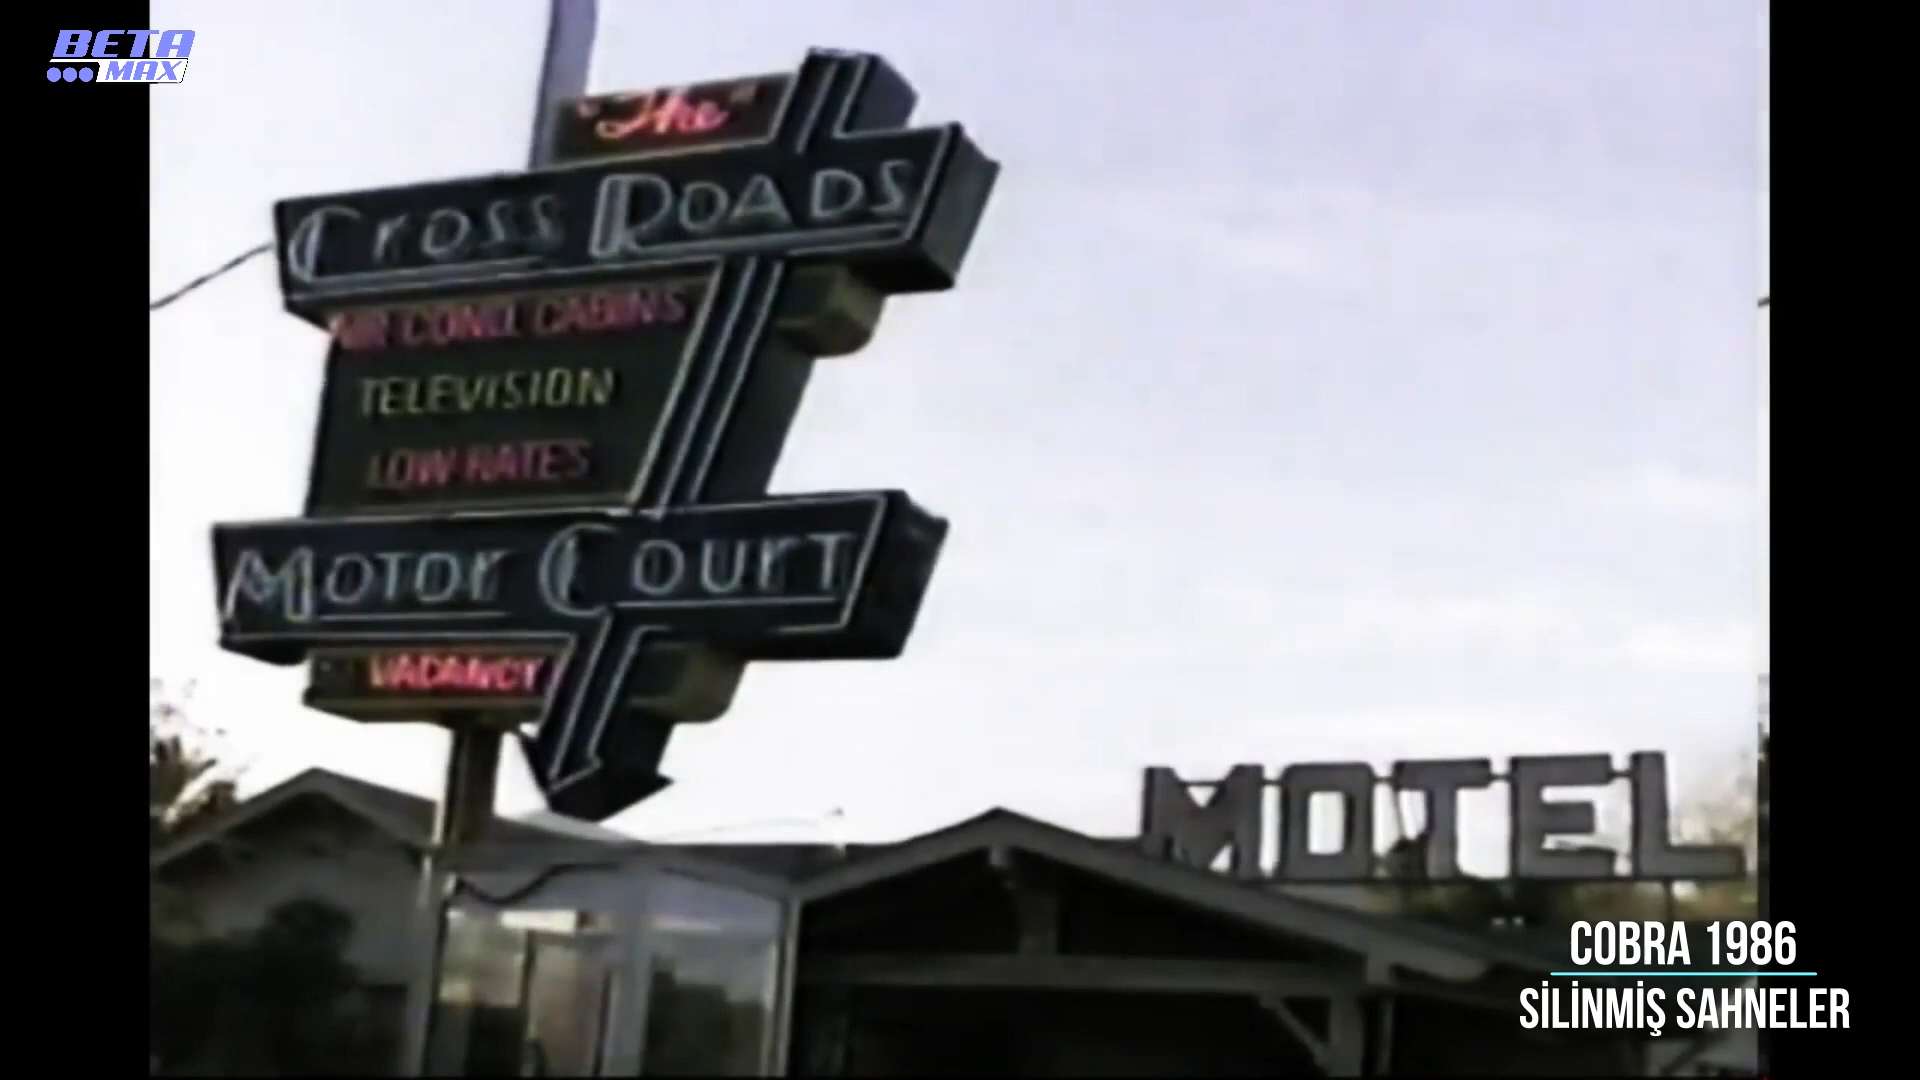 BETA
MAX
"The"
Cross Roads
AIR COND. CABINS
TELEVISION
LOW RATES
Motor Court
VACANCY
MOTEL
COBRA 1986
SİLİNMİŞ SAHNELER